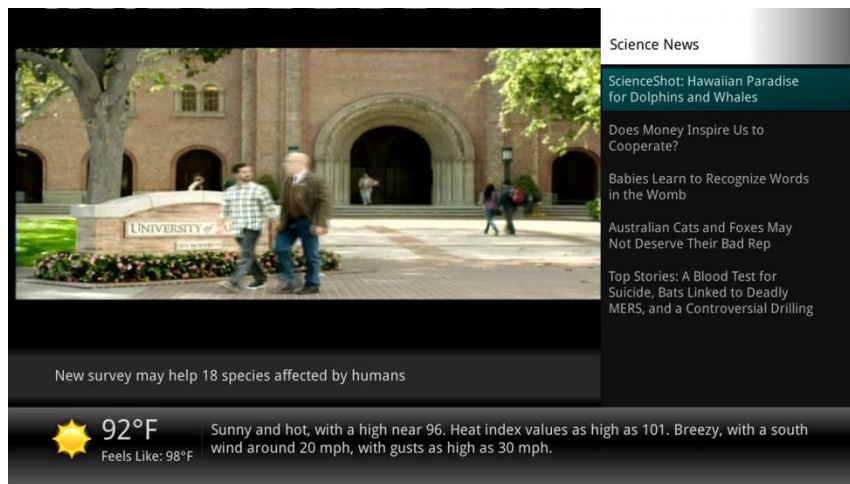 Science News
ScienceShot: Hawaiian Paradise
for Dolphins and Whales
Does Money Inspire Us to
Cooperate?
Babies Learn to Recognize Words
in the Womb
Australian Cats and Foxes May
Not Deserve Their Bad Rep
Top Stories: A Blood Test for
Suicide, Bats Linked to Deadly
MERS, and a Controversial Drilling
UNIVERSITY of
New survey may help 18 species affected by humans
92°F
Feels Like: 98°F
Sunny and hot, with a high near 96. Heat index values as high as 101. Breezy, with a south
wind around 20 mph, with gusts as high as 30 mph.